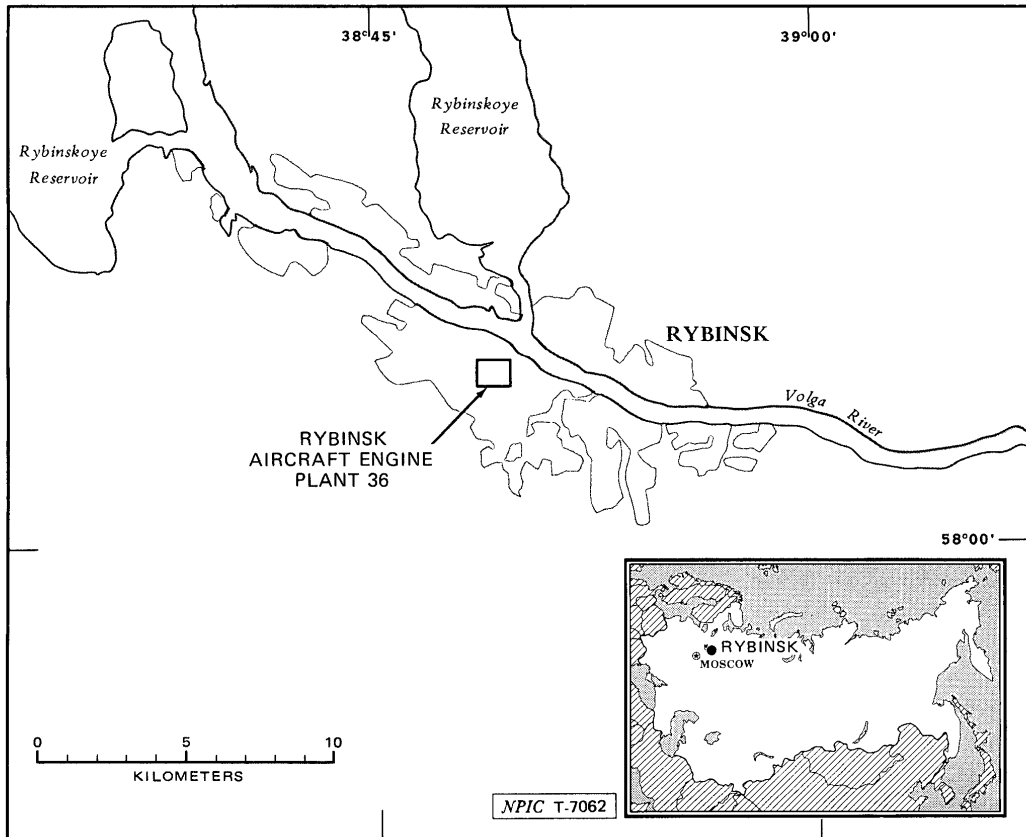 38°45'
39°00'
Rybinskoye
Reservoir
Rybinskoye
Reservoir
RYBINSK
Volga
River
RYBINSK
AIRCRAFT ENGINE
PLANT 36
58°00'
RYBINSK
MOSCOW
0 5 10
KILOMETERS
NPIC T-7062